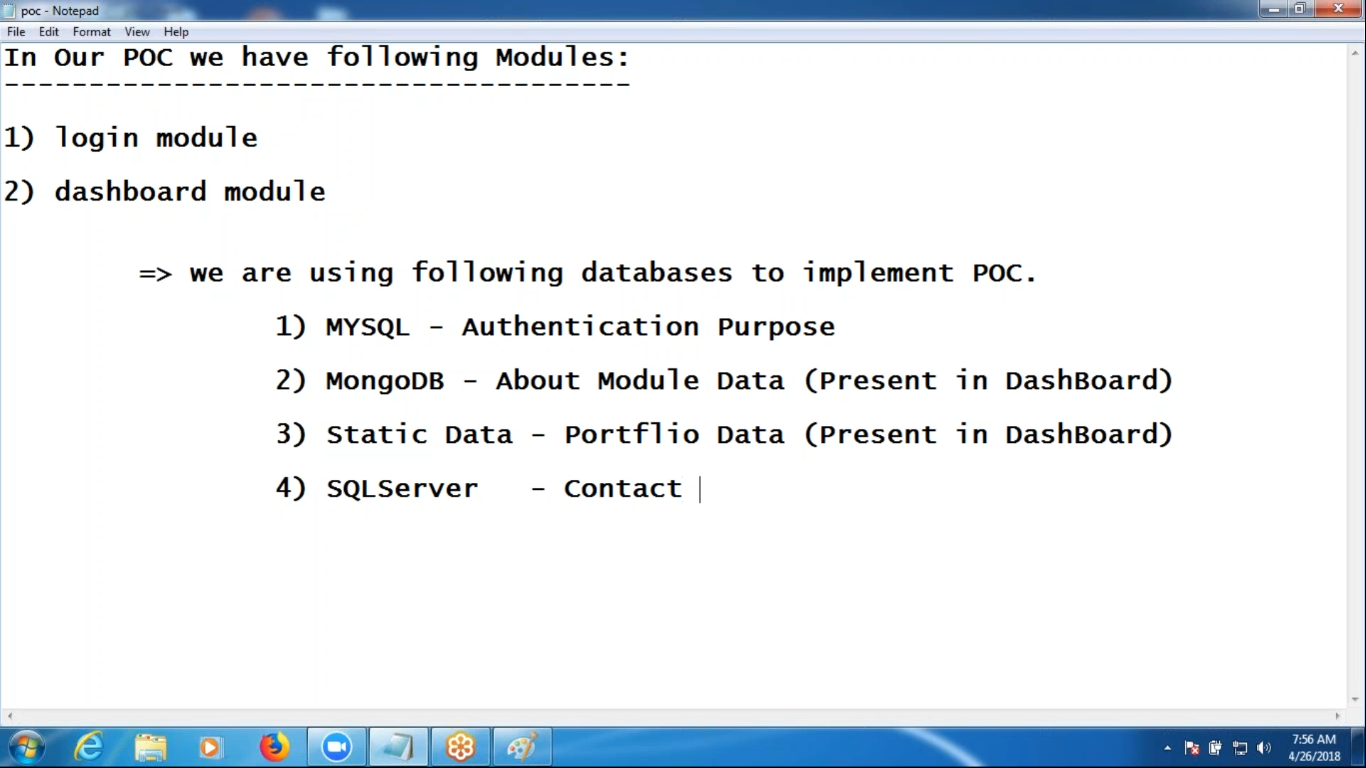 poc - Notepad
File Edit Format View Help
In Our POC we have following Modules:
-------------------------------------
1) login module
2) dashboard module
=> we are using following databases to implement POC.
1) MYSQL - Authentication Purpose
2) MongoDB - About Module Data (Present in DashBoard)
3) Static Data - Portflio Data (Present in DashBoard)
4) SQLServer - Contact
7:56 AM
4/26/2018